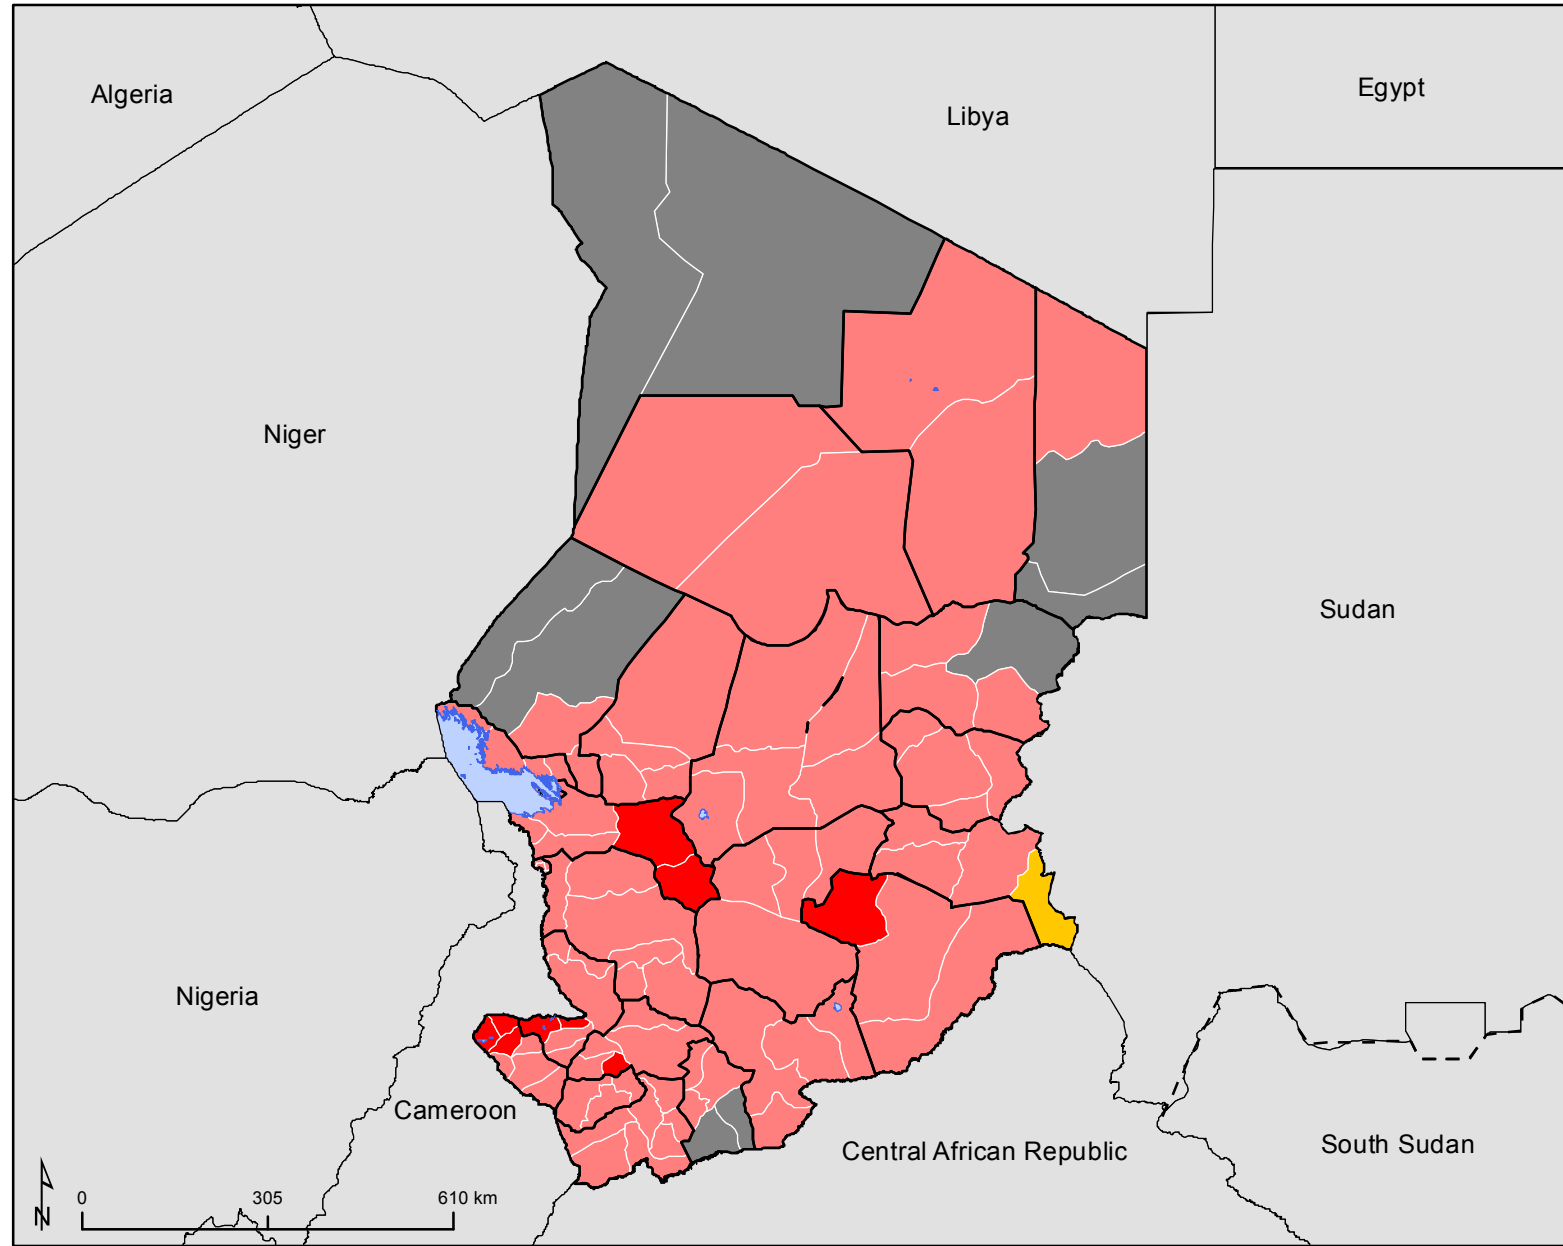 Algeria
Egypt
Libya
Niger
Sudan
Nigeria
Cameroon
Central African Republic
South Sudan
N
0 305 610 km